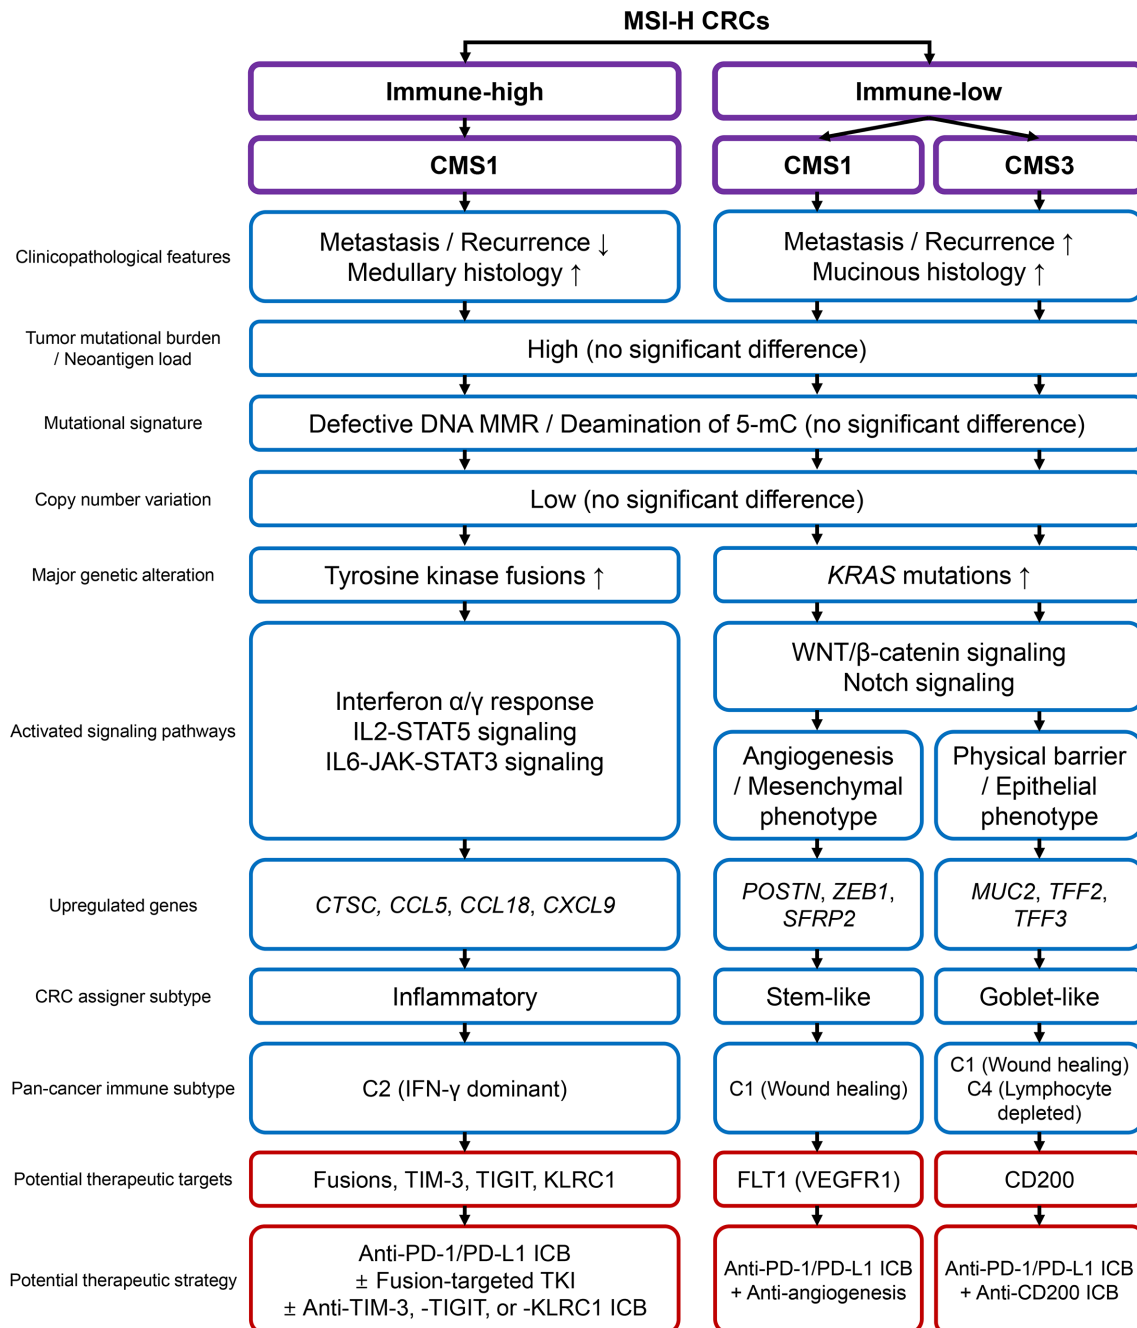 MSI-H CRCs
Immune-high
Immune-low
CMS1
CMS1
CMS3
Clinicopathological features
Metastasis / Recurrence ↓
Medullary histology ↑
Metastasis / Recurrence ↑
Mucinous histology ↑
Tumor mutational burden
/ Neoantigen load
High (no significant difference)
Mutational signature
Defective DNA MMR / Deamination of 5-mC (no significant difference)
Copy number variation
Low (no significant difference)
Major genetic alteration
Tyrosine kinase fusions ↑
KRAS mutations ↑
Activated signaling pathways
Interferon α/γ response
IL2-STAT5 signaling
IL6-JAK-STAT3 signaling
WNT/β-catenin signaling
Notch signaling
Angiogenesis
/ Mesenchymal
phenotype
Physical barrier
/ Epithelial
phenotype
Upregulated genes
CTSC, CCL5, CCL18, CXCL9
POSTN, ZEB1,
SFRP2
MUC2, TFF2,
TFF3
CRC assigner subtype
Inflammatory
Stem-like
Goblet-like
Pan-cancer immune subtype
C2 (IFN-γ dominant)
C1 (Wound healing)
C1 (Wound healing)
C4 (Lymphocyte
depleted)
Potential therapeutic targets
Fusions, TIM-3, TIGIT, KLRC1
FLT1 (VEGFR1)
CD200
Potential therapeutic strategy
Anti-PD-1/PD-L1 ICB
± Fusion-targeted TKI
± Anti-TIM-3, -TIGIT, or -KLRC1 ICB
Anti-PD-1/PD-L1 ICB
+ Anti-angiogenesis
Anti-PD-1/PD-L1 ICB
+ Anti-CD200 ICB